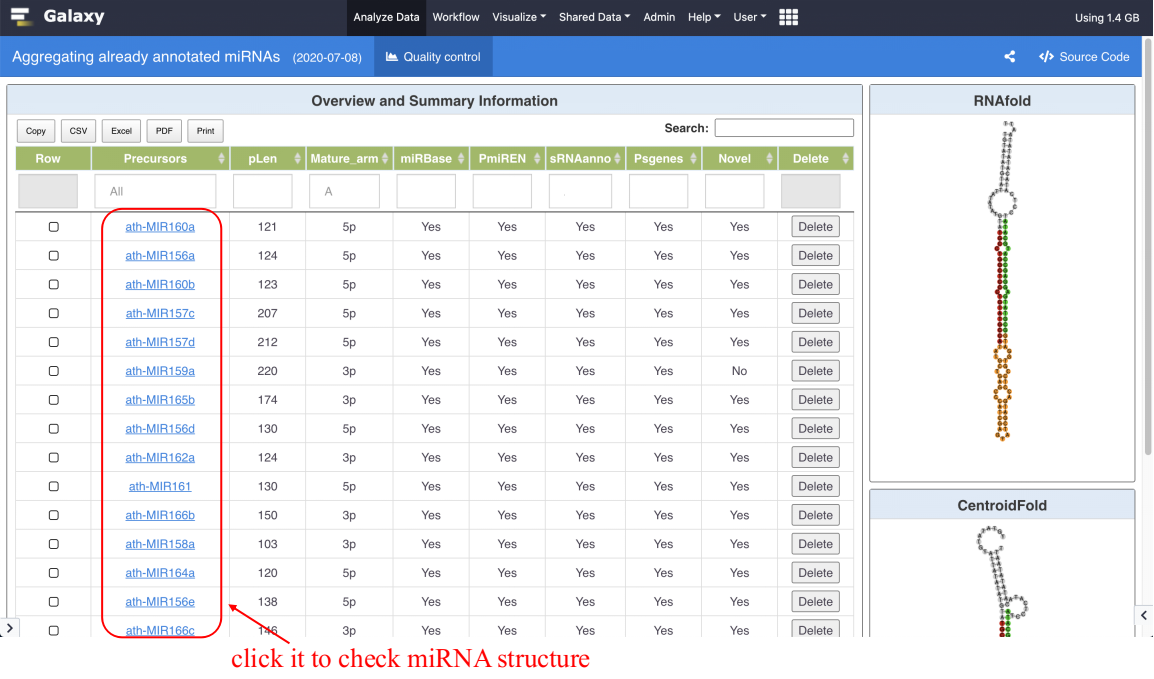 Galaxy Analyze Data Workflow Visualize Shared Data Admin Help User Using 1.4 GB
Aggregating already annotated miRNAs (2020-07-08) Quality control Source Code
Overview and Summary Information
Copy CSV Excel PDF Print Search:
Row Precursors pLen Mature_arm miRBase PmiREN sRNAanno Psgenes Novel Delete
All A
ath-MIR160a 121 5p Yes Yes Yes Yes Yes Delete
ath-MIR156a 124 5p Yes Yes Yes Yes Yes Delete
ath-MIR160b 123 5p Yes Yes Yes Yes Yes Delete
ath-MIR157c 207 5p Yes Yes Yes Yes Yes Delete
ath-MIR157d 212 5p Yes Yes Yes Yes Yes Delete
ath-MIR159a 220 3p Yes Yes Yes Yes No Delete
ath-MIR165b 174 3p Yes Yes Yes Yes Yes Delete
ath-MIR156d 130 5p Yes Yes Yes Yes Yes Delete
ath-MIR162a 124 3p Yes Yes Yes Yes Yes Delete
ath-MIR161 130 5p Yes Yes Yes Yes Yes Delete
ath-MIR166b 150 3p Yes Yes Yes Yes Yes Delete
ath-MIR158a 103 3p Yes Yes Yes Yes Yes Delete
ath-MIR164a 120 5p Yes Yes Yes Yes Yes Delete
ath-MIR156e 138 5p Yes Yes Yes Yes Yes Delete
ath-MIR166c 146 3p Yes Yes Yes Yes Yes Delete
RNAfold
CentroidFold
click it to check miRNA structure